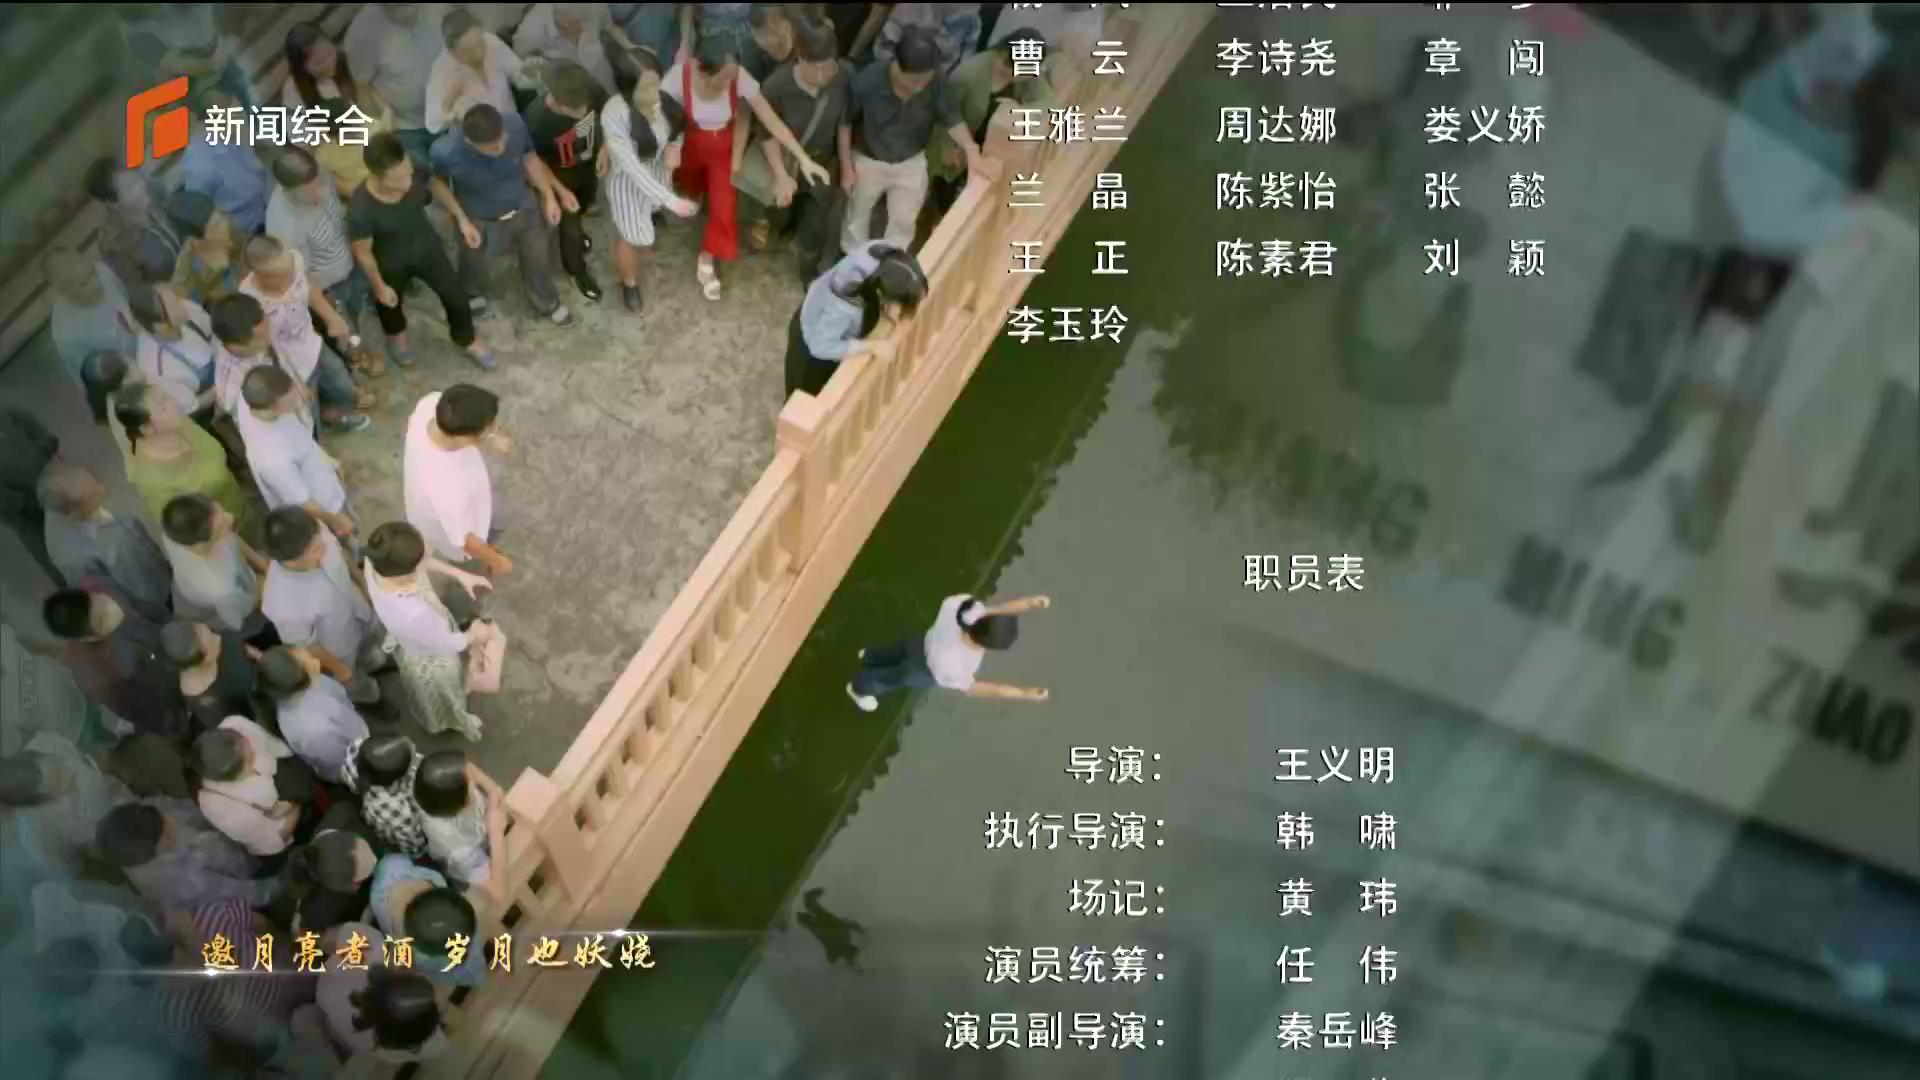 曹 云 李诗尧 章 闯
新闻综合
王雅兰 周达娜 娄义娇
兰 晶 陈紫怡 张 懿
王 正 陈素君 刘 颖
李玉玲
MING
ZHAO
职员表
导演： 王义明
执行导演： 韩 啸
场记： 黄 玮
邀月亮煮酒 岁月也妖娆
演员统筹： 任 伟
演员副导演： 秦岳峰